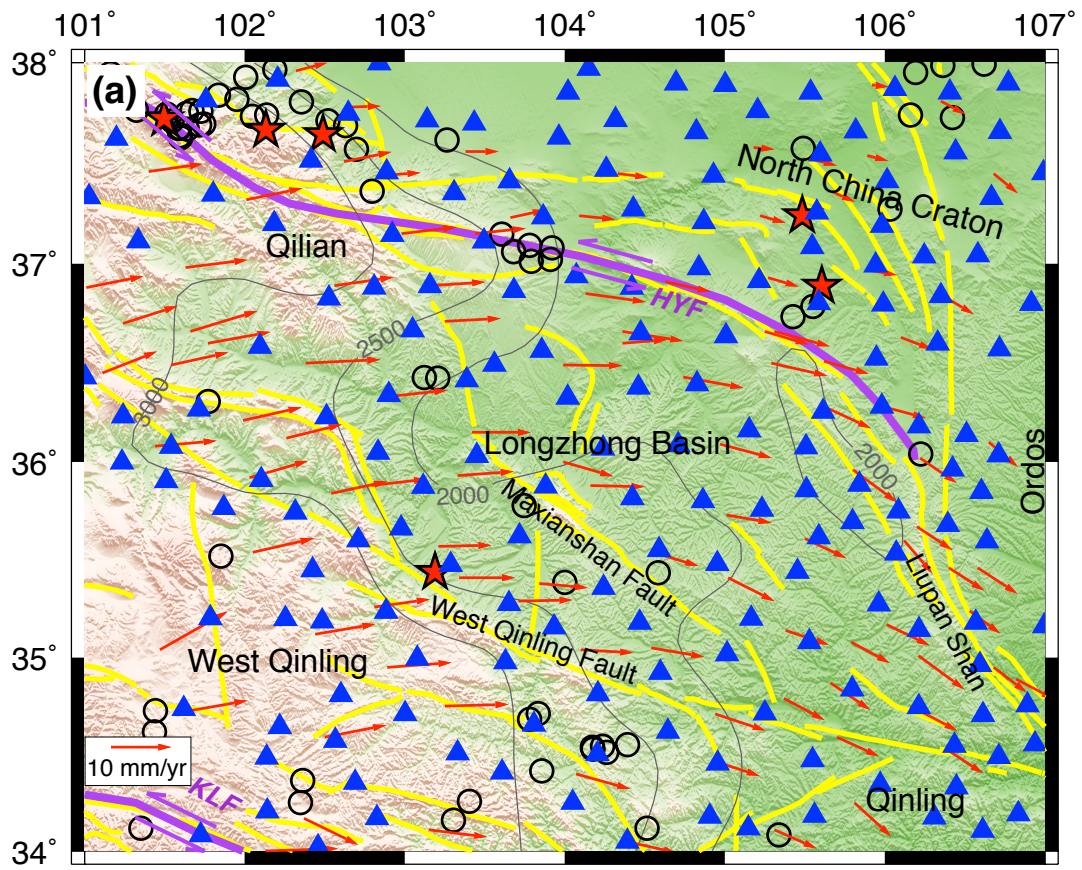 101˚ 102˚ 103˚ 104˚ 105˚ 106˚ 107˚
38˚
(a)
North China Craton
Qilian
37˚
HYF
2500
3000
Longzhong Basin
36˚
2000
2000
Ordos
Maxianshan Fault
Liupan Shan
West Qinling Fault
35˚
West Qinling
10 mm/yr
KLF
Qinling
34˚